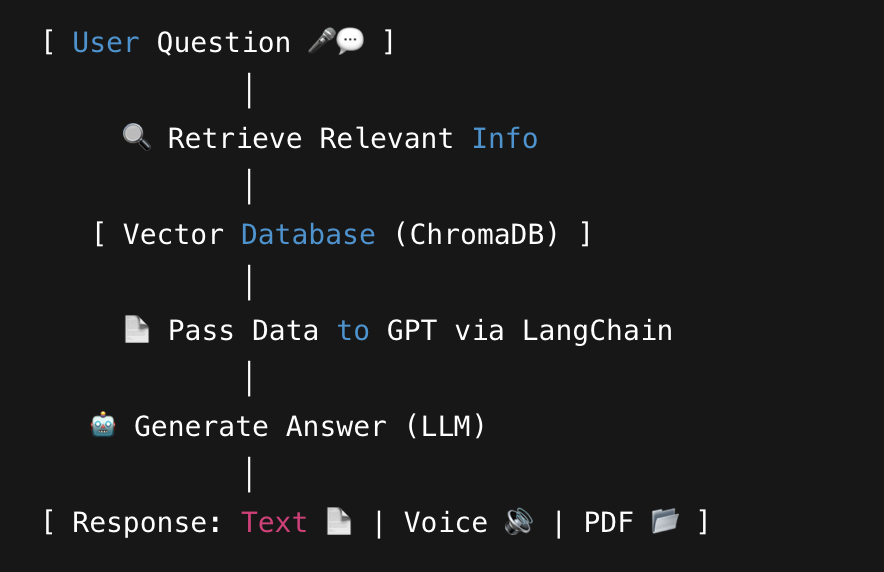 [ User Question 🎤💬 ]
|
🔍 Retrieve Relevant Info
|
[ Vector Database (ChromaDB) ]
|
📄 Pass Data to GPT via LangChain
|
🤖 Generate Answer (LLM)
|
[ Response: Text 📄 | Voice 🔊 | PDF 📂 ]